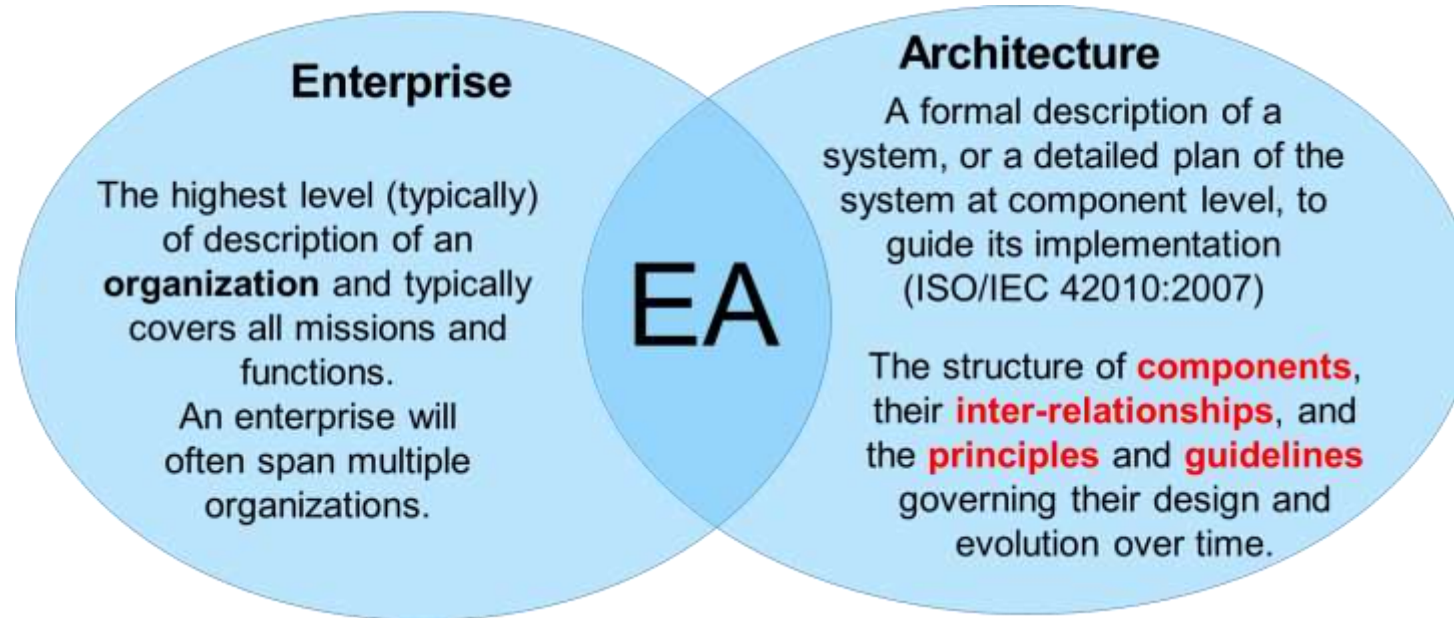 Enterprise
The highest level (typically)
of description of an
organization and typically
covers all missions and
functions.
An enterprise will
often span multiple
organizations.
EA
Architecture
A formal description of a
system, or a detailed plan of the
system at component level, to
guide its implementation
(ISO/IEC 42010:2007)
The structure of components,
their inter-relationships, and
the principles and guidelines
governing their design and
evolution over time.